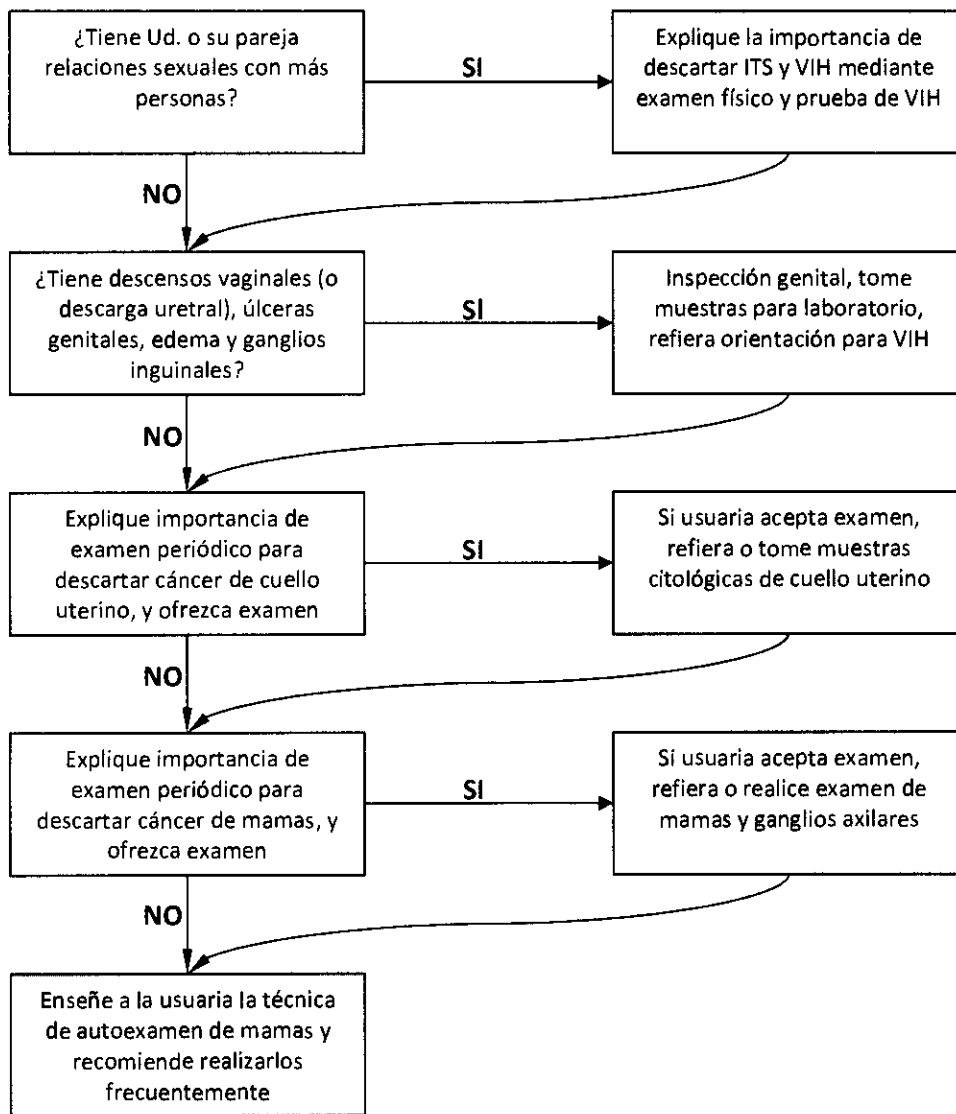 ¿Tiene Ud. o su pareja
relaciones sexuales con más
personas?
SI
Explique la importancia de
descartar ITS y VIH mediante
examen físico y prueba de VIH
NO
¿Tiene descensos vaginales (o
descarga uretral), úlceras
genitales, edema y ganglios
inguinales?
SI
Inspección genital, tome
muestras para laboratorio,
refiera orientación para VIH
NO
Explique importancia de
examen periódico para
descartar cáncer de cuello
uterino, y ofrezca examen
SI
Si usuaria acepta examen,
refiera o tome muestras
citológicas de cuello uterino
NO
Explique importancia de
examen periódico para
descartar cáncer de mamas, y
ofrezca examen
SI
Si usuaria acepta examen,
refiera o realice examen de
mamas y ganglios axilares
NO
Enseñe a la usuaria la técnica
de autoexamen de mamas y
recomiende realizarlos
frecuentemente